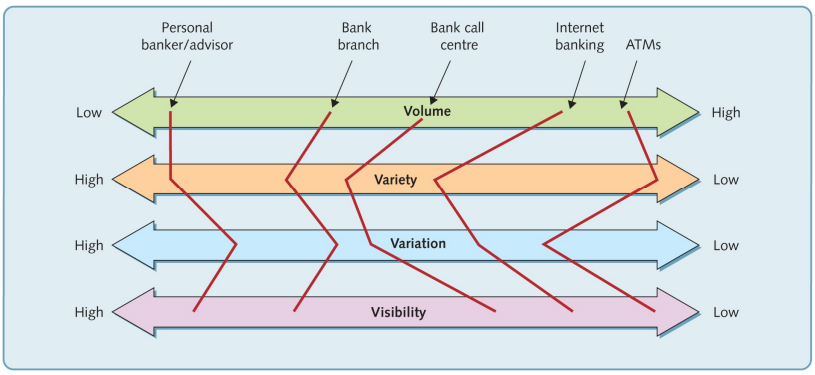 Personal
banker/advisor
Bank
branch
Bank call
centre
Internet
banking
ATMs
Low
Volume
High
High
Variety
Low
High
Variation
Low
High
Visibility
Low